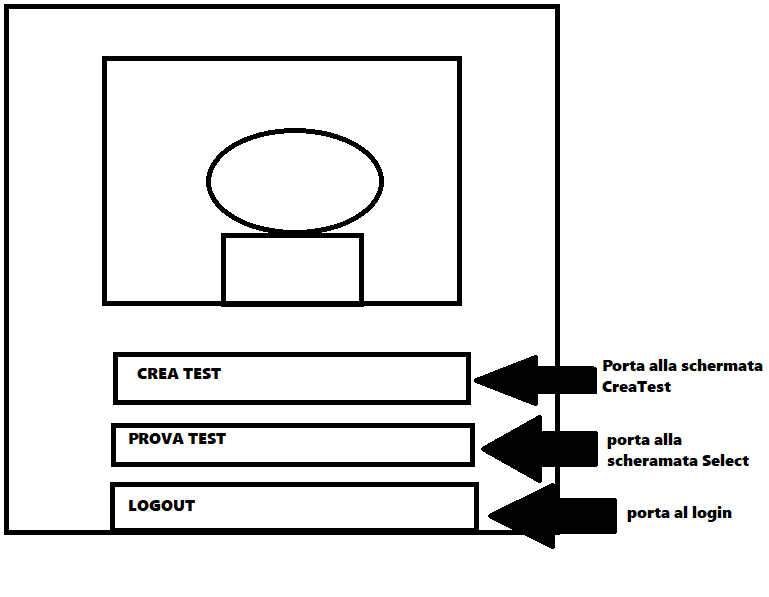 CREA TEST
Porta alla schermata
CreaTest
PROVA TEST
porta alla
scheramata Select
LOGOUT
porta al login